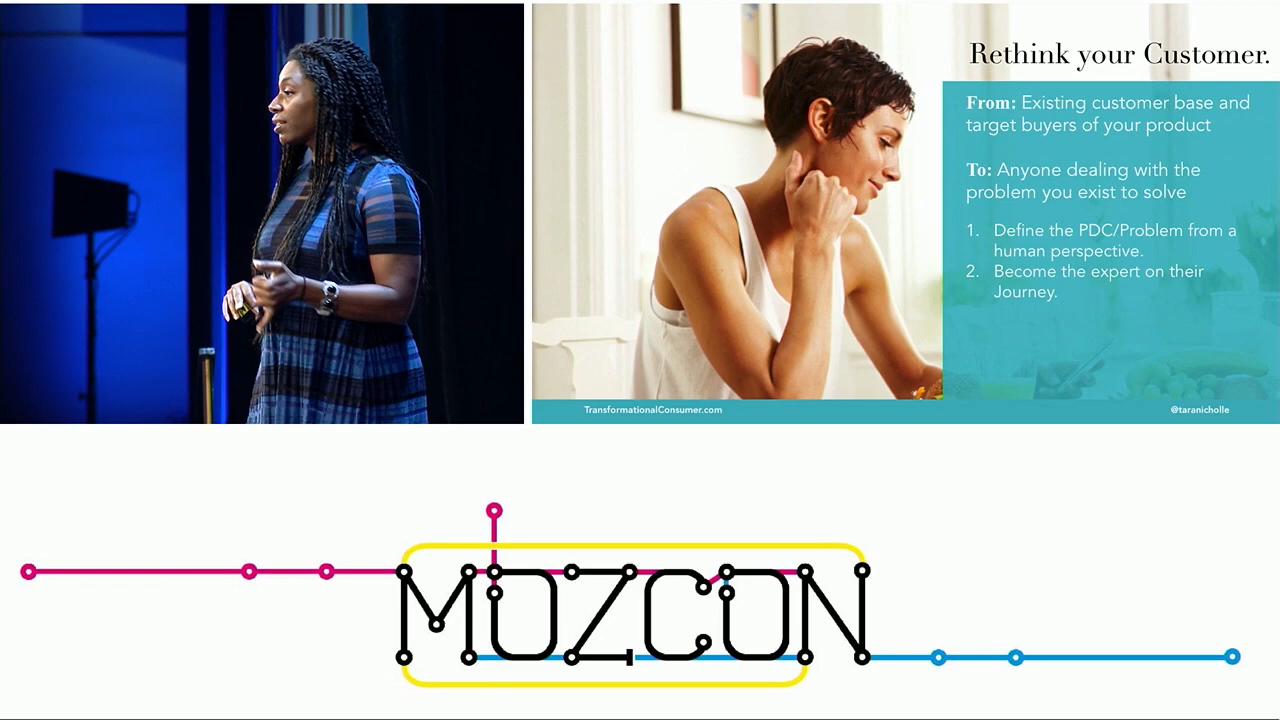 Rethink your Customer.
From: Existing customer base and
target buyers of your product
To: Anyone dealing with the
problem you exist to solve
1. Define the PDC/Problem from a
human perspective.
2. Become the expert on their
Journey.
TransformationalConsumer.com
@taranicholle
MOZCON